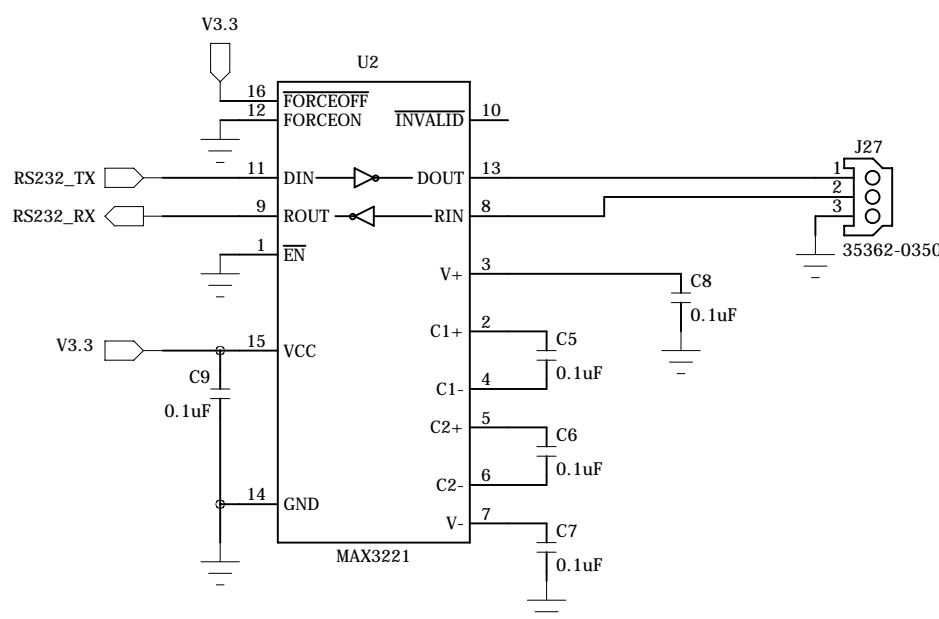 V3.3
U2
16
FORCEOFF
12
FORCEON
INVALID
10
J27
RS232_TX
11
DIN
DOUT
13
1
RS232_RX
9
ROUT
RIN
8
2
3
35362-0350
1
EN
V+
3
C8
0.1uF
C1+
2
C5
0.1uF
C1-
4
V3.3
15
VCC
C9
0.1uF
C2+
5
C6
0.1uF
C2-
6
14
GND
V-
7
C7
0.1uF
MAX3221